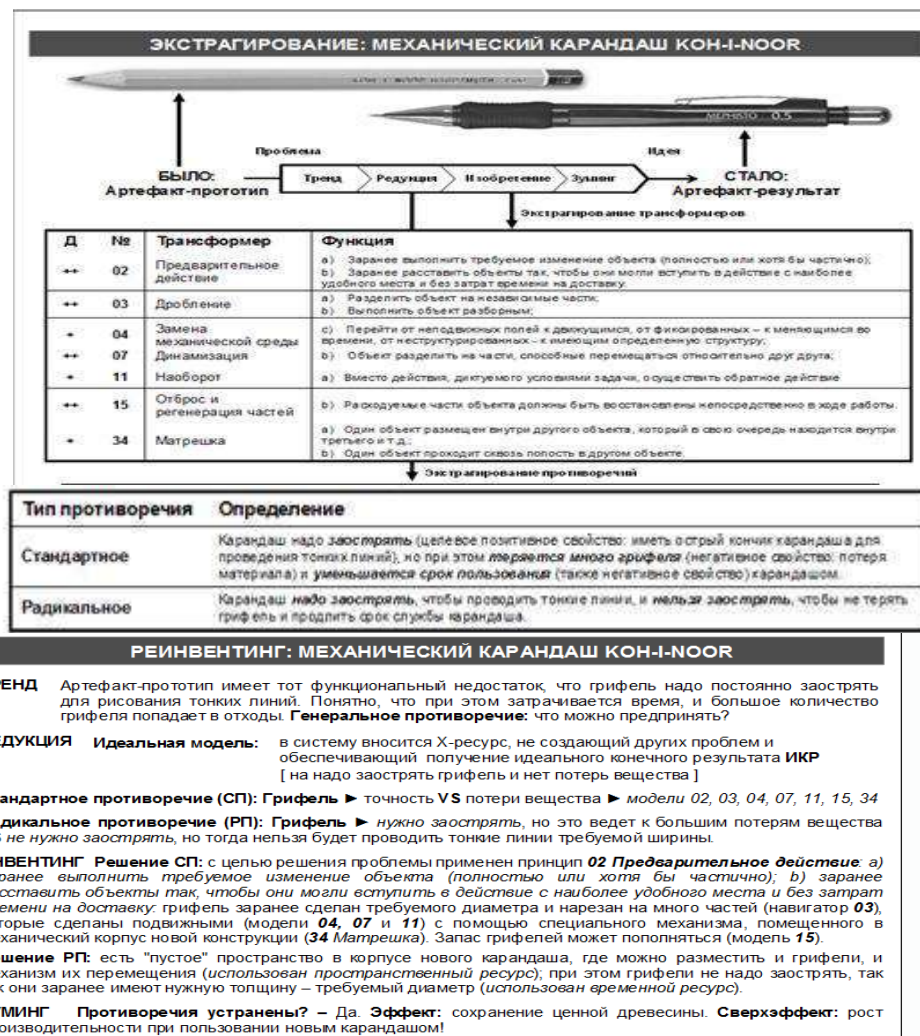 ЭКСТРАГИРОВАНИЕ: МЕХАНИЧЕСКИЙ КАРАНДАШ KOH-I-NOOR
MEPHISTO 0.5
Проблема
Идея
БЫЛО:
Артефакт-прототип
Тренд
Редукция
Изобретение
Зуминг
СТАЛО:
Артефакт-результат
Экстрагирование трансформеров
Д № Трансформер Функция
++ 02 Предварительное действие
a) Заранее выполнить требуемое изменение объекта (полностью или хотя бы частично);
b) Заранее расставить объекты так, чтобы они могли вступить в действие с наиболее
удобного места и без затрат времени на доставку.
++ 03 Дробление
a) Разделить объект на независимые части;
b) Выполнить объект разборным;
+ 04 Замена механической среды
c) Перейти от неподвижных полей к движущимся, от фиксированных – к меняющимся во
времени, от неструктурированных – к имеющим определенную структуру;
++ 07 Динамизация b) Объект разделить на части, способные перемещаться относительно друг друга;
+ 11 Наоборот a) Вместо действия, диктуемого условиями задачи, осуществить обратное действие
++ 15 Отброс и регенерация частей b) Расходуемые части объекта должны быть восстановлены непосредственно в ходе работы.
+ 34 Матрешка
a) Один объект размещен внутри другого объекта, который в свою очередь находится внутри
третьего и т.д.;
b) Один объект проходит сквозь полость в другом объекте.
Экстрагирование противоречий
Тип противоречия Определение
Стандартное
Карандаш надо заострять (целевое позитивное свойство: иметь острый кончик карандаша для
проведения тонких линий), но при этом теряется много грифеля (негативное свойство: потеря
материала) и уменьшается срок пользования (также негативное свойство) карандашом.
Радикальное
Карандаш надо заострять, чтобы проводить тонкие линии, и нельзя заострять, чтобы не терять
грифель и продлить срок службы карандаша.
РЕИНВЕНТИНГ: МЕХАНИЧЕСКИЙ КАРАНДАШ KOH-I-NOOR
РЕНД Артефакт-прототип имеет тот функциональный недостаток, что грифель надо постоянно заострять
для рисования тонких линий. Понятно, что при этом затрачивается время, и большое количество
грифеля попадает в отходы. Генеральное противоречие: что можно предпринять?
ЕДУКЦИЯ Идеальная модель: в систему вносится Х-ресурс, не создающий других проблем и
обеспечивающий получение идеального конечного результата ИКР
[ на надо заострять грифель и нет потерь вещества ]
андартное противоречие (СП): Грифель ► точность VS потери вещества ► модели 02, 03, 04, 07, 11, 15, 34
дикальное противоречие (РП): Грифель ► нужно заострять, но это ведет к большим потерям вещества
S не нужно заострять, но тогда нельзя будет проводить тонкие линии требуемой ширины.
НВЕНТИНГ Решение СП: с целью решения проблемы применен принцип 02 Предварительное действие: a)
ранее выполнить требуемое изменение объекта (полностью или хотя бы частично); b) заранее
сставить объекты так, чтобы они могли вступить в действие с наиболее удобного места и без затрат
емени на доставку: грифель заранее сделан требуемого диаметра и нарезан на много частей (навигатор 03),
торые сделаны подвижными (модели 04, 07 и 11) с помощью специального механизма, помещенного в
ханический корпус новой конструкции (34 Матрешка). Запас грифелей может пополняться (модель 15).
шение РП: есть "пустое" пространство в корпусе нового карандаша, где можно разместить и грифели, и
ханизм их перемещения (использован пространственный ресурс); при этом грифели не надо заострять, так
к они заранее имеют нужную толщину – требуемый диаметр (использован временной ресурс).
УМИНГ Противоречия устранены? – Да. Эффект: сохранение ценной древесины. Сверхэффект: рост
оизводительности при пользовании новым карандашом!